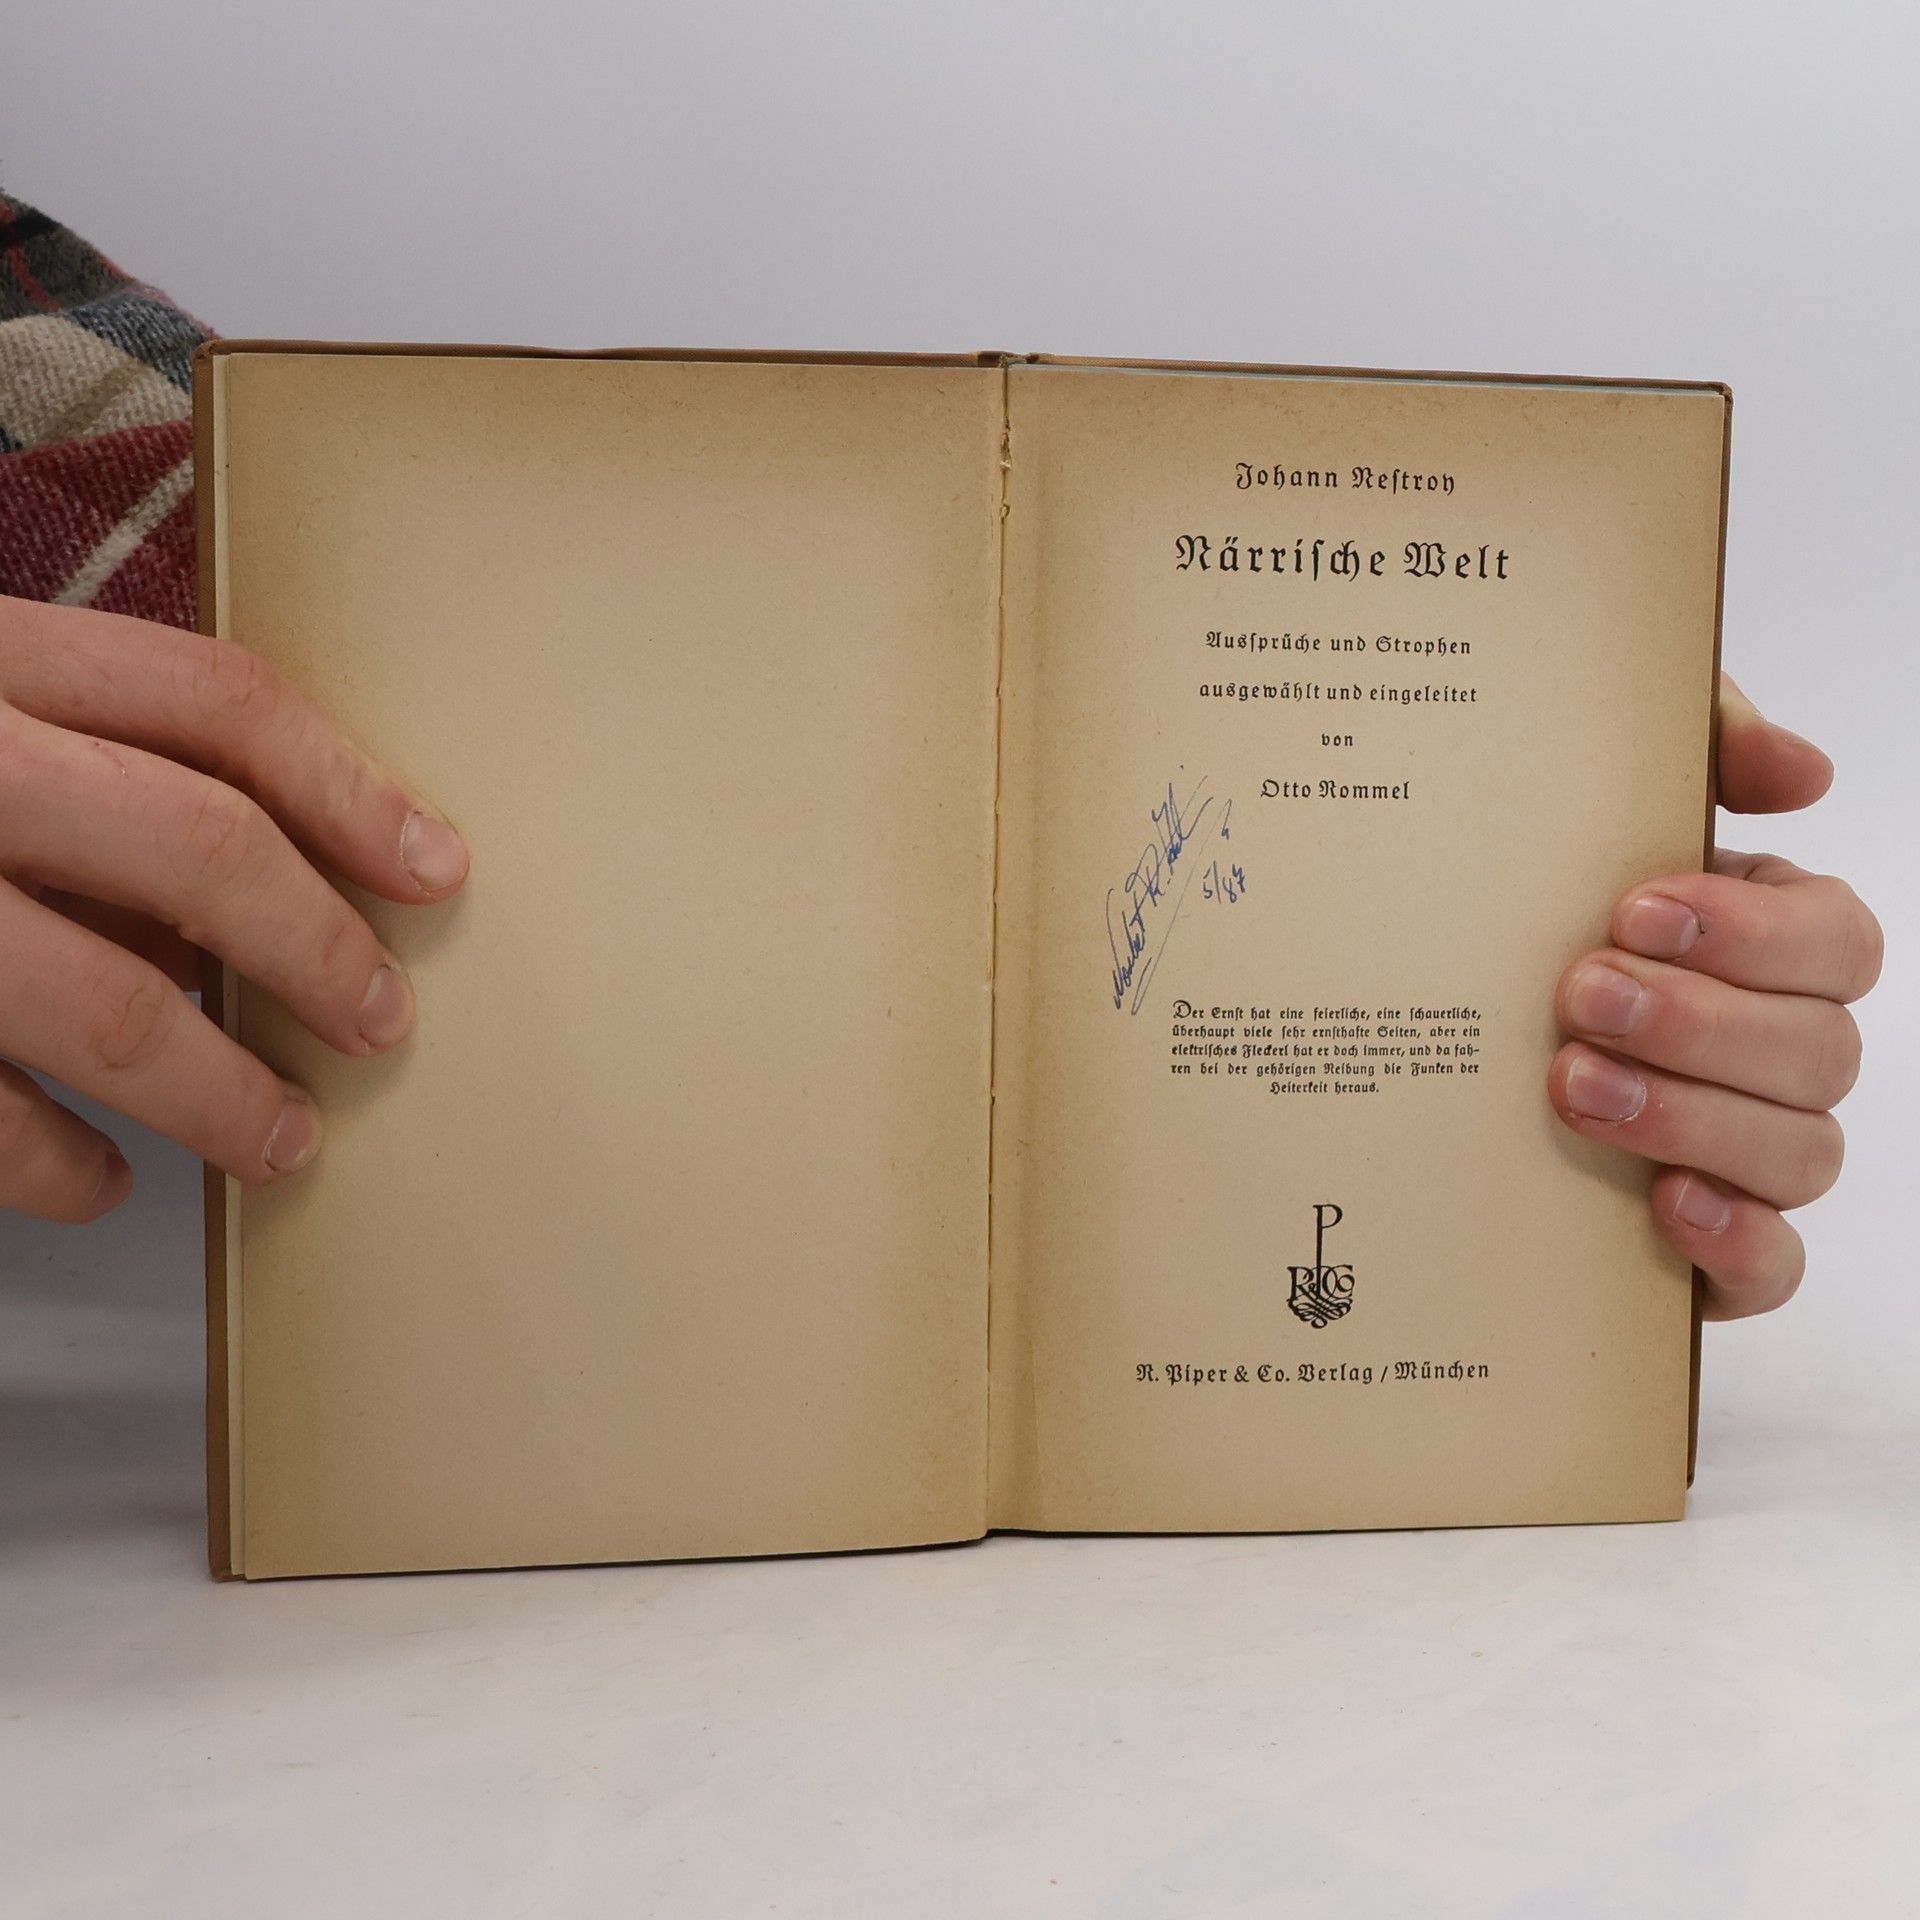 Johann Nestroy
Närrische Welt
Aussprüche und Strophen
ausgewählt und eingeleitet
von
Otto Rommel
5/87
Der Ernst hat eine feierliche, eine schauerliche,
überhaupt viele sehr ernsthafte Seiten, aber ein
elektrisches Fleckerl hat er doch immer, und da fah-
ren bei der gehörigen Reibung die Funken der
Heiterkeit heraus.
P
R & CO
R. Piper & Co. Verlag / München